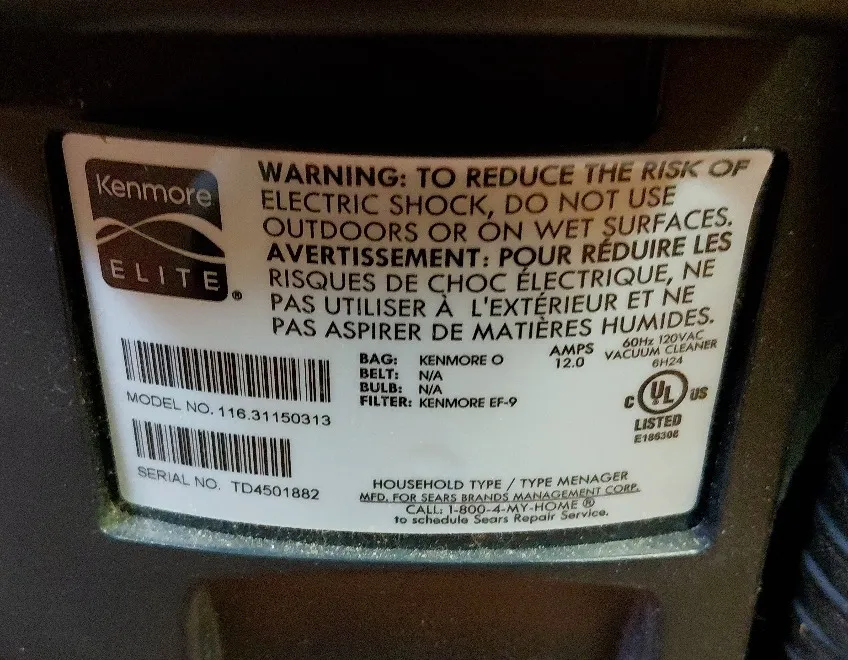 Kenmore
ELITE ®
WARNING: TO REDUCE THE RISK OF
ELECTRIC SHOCK, DO NOT USE
OUTDOORS OR ON WET SURFACES.
AVERTISSEMENT: POUR RÉDUIRE LES
RISQUES DE CHOC ÉLECTRIQUE, NE
PAS UTILISER À L'EXTÉRIEUR ET NE
PAS ASPIRER DE MATIÈRES HUMIDES.
MODEL NO. 116.31150313
SERIAL NO. TD4501882
BAG: KENMORE O
BELT: N/A
BULB: N/A
FILTER: KENMORE EF-9
AMPS
12.0
60Hz 120VAC
VACUUM CLEANER
6H24
C UL US
LISTED
E186308
HOUSEHOLD TYPE / TYPE MENAGER
MFD. FOR SEARS BRANDS MANAGEMENT CORP.
CALL: 1-800-4-MY-HOME ®
to schedule Sears Repair Service.